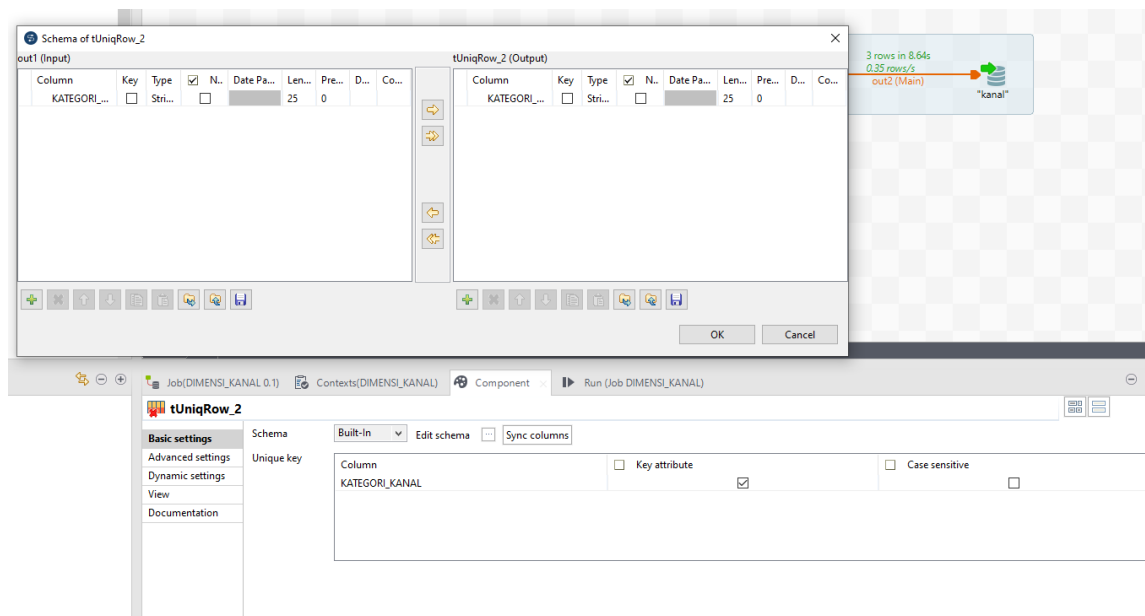 Schema of tUniqRow_2
out1 (Input)
Column Key Type N.. Date Pa... Len... Pre... D... Co...
KATEGORI_... Stri... 25 0
tUniqRow_2 (Output)
Column Key Type N.. Date Pa... Len... Pre... D... Co...
KATEGORI_... Stri... 25 0
OK Cancel
3 rows in 8.64s
0.35 rows/s
out2 (Main)
"kanal"
Job(DIMENSI_KANAL 0.1) Contexts(DIMENSI_KANAL) Component Run (Job DIMENSI_KANAL)
tUniqRow_2
Basic settings
Advanced settings
Dynamic settings
View
Documentation
Schema Built-In Edit schema ... Sync columns
Unique key
Column Key attribute Case sensitive
KATEGORI_KANAL